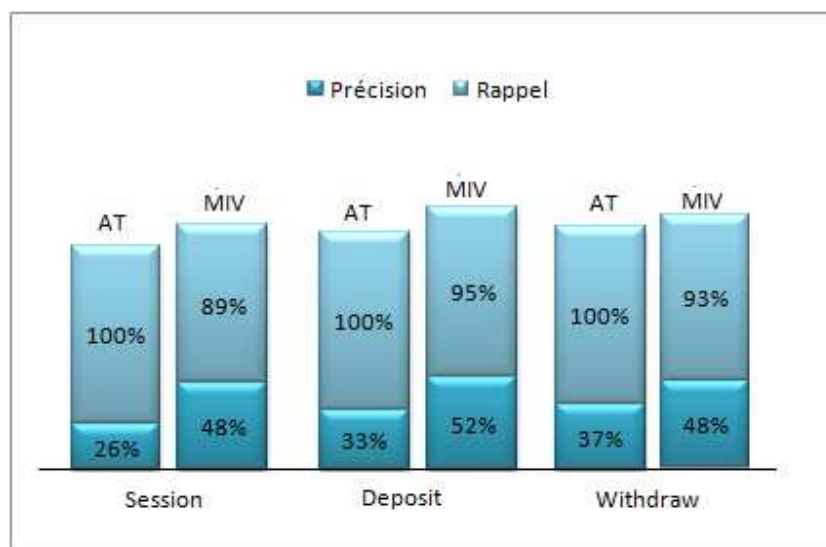 Précision Rappel
AT MIV AT MIV AT MIV
100% 89% 100% 95% 100% 93%
26% 48% 33% 52% 37% 48%
Session Deposit Withdraw